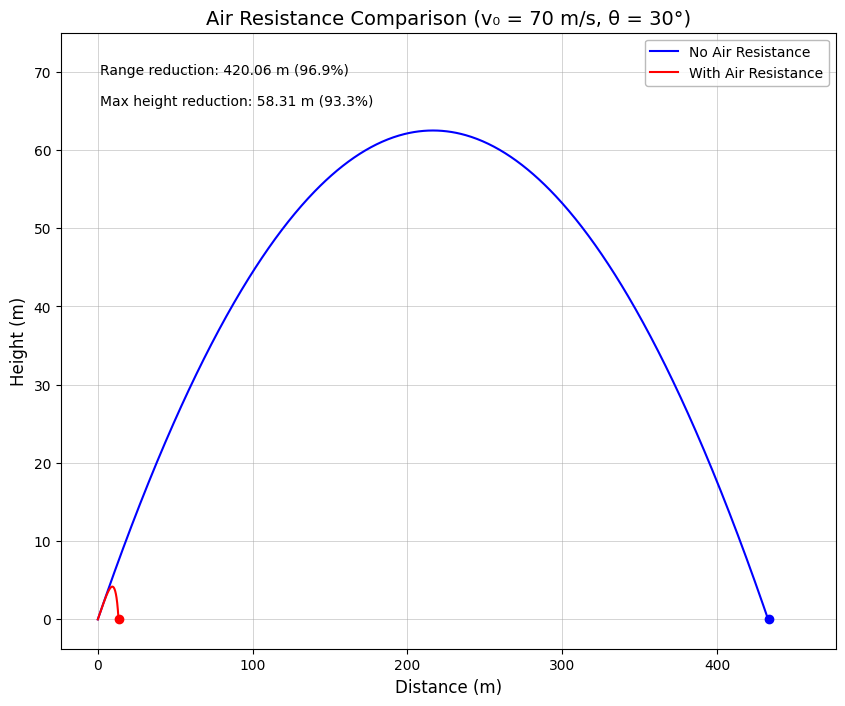 Air Resistance Comparison (v₀ = 70 m/s, θ = 30°)
Range reduction: 420.06 m (96.9%)
Max height reduction: 58.31 m (93.3%)
No Air Resistance
With Air Resistance
Height (m)
70
60
50
40
30
20
10
0
0 100 200 300 400
Distance (m)